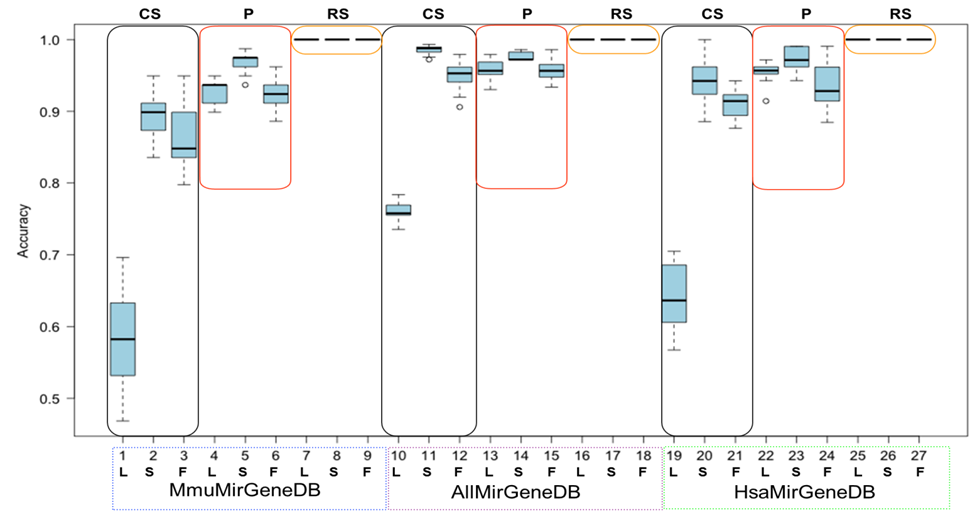 CS P RS CS P RS CS P RS
1.0
0.9
0.8
0.7
0.6
0.5
Accuracy
1 2 3 4 5 6 7 8 9 10 11 12 13 14 15 16 17 18 19 20 21 22 23 24 25 26 27
L S F L S F L S F L S F L S F L S F L S F L S F L S F
MmuMirGeneDB AllMirGeneDB HsaMirGeneDB